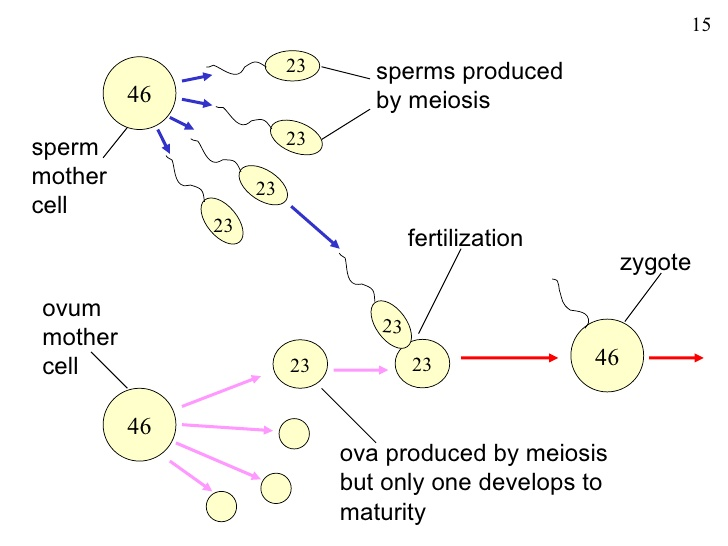 15
46
23
sperms produced
by meiosis
23
sperm
mother
cell
23
23
fertilization
zygote
ovum
mother
cell
23
23
23
46
46
ova produced by meiosis
but only one develops to
maturity